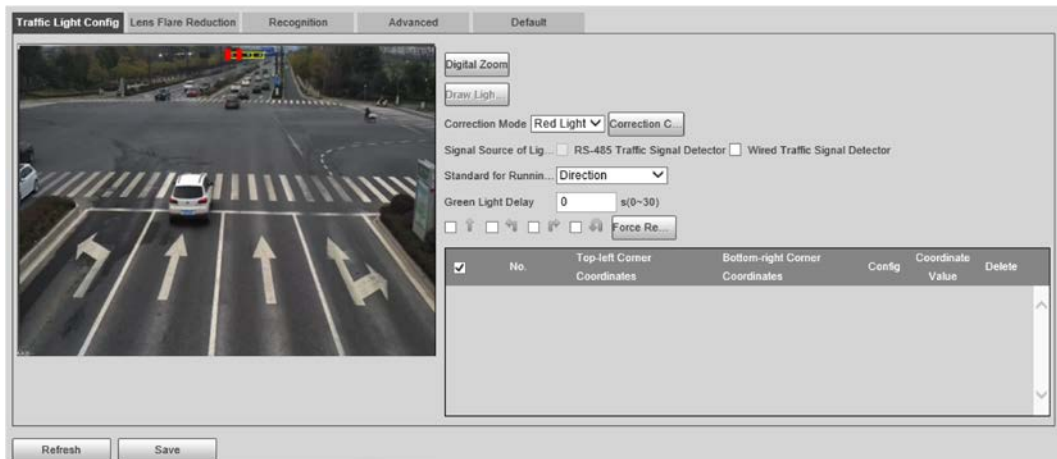 Traffic Light Config Lens Flare Reduction Recognition Advanced Default
Digital Zoom
Draw Ligh...
Correction Mode Red Light Correction C...
Signal Source of Lig... RS-485 Traffic Signal Detector Wired Traffic Signal Detector
Standard for Runnin... Direction
Green Light Delay 0 s(0~30)
Force Re...
No. Top-left Corner Coordinates Bottom-right Corner Coordinates Config Coordinate Value Delete
Refresh Save